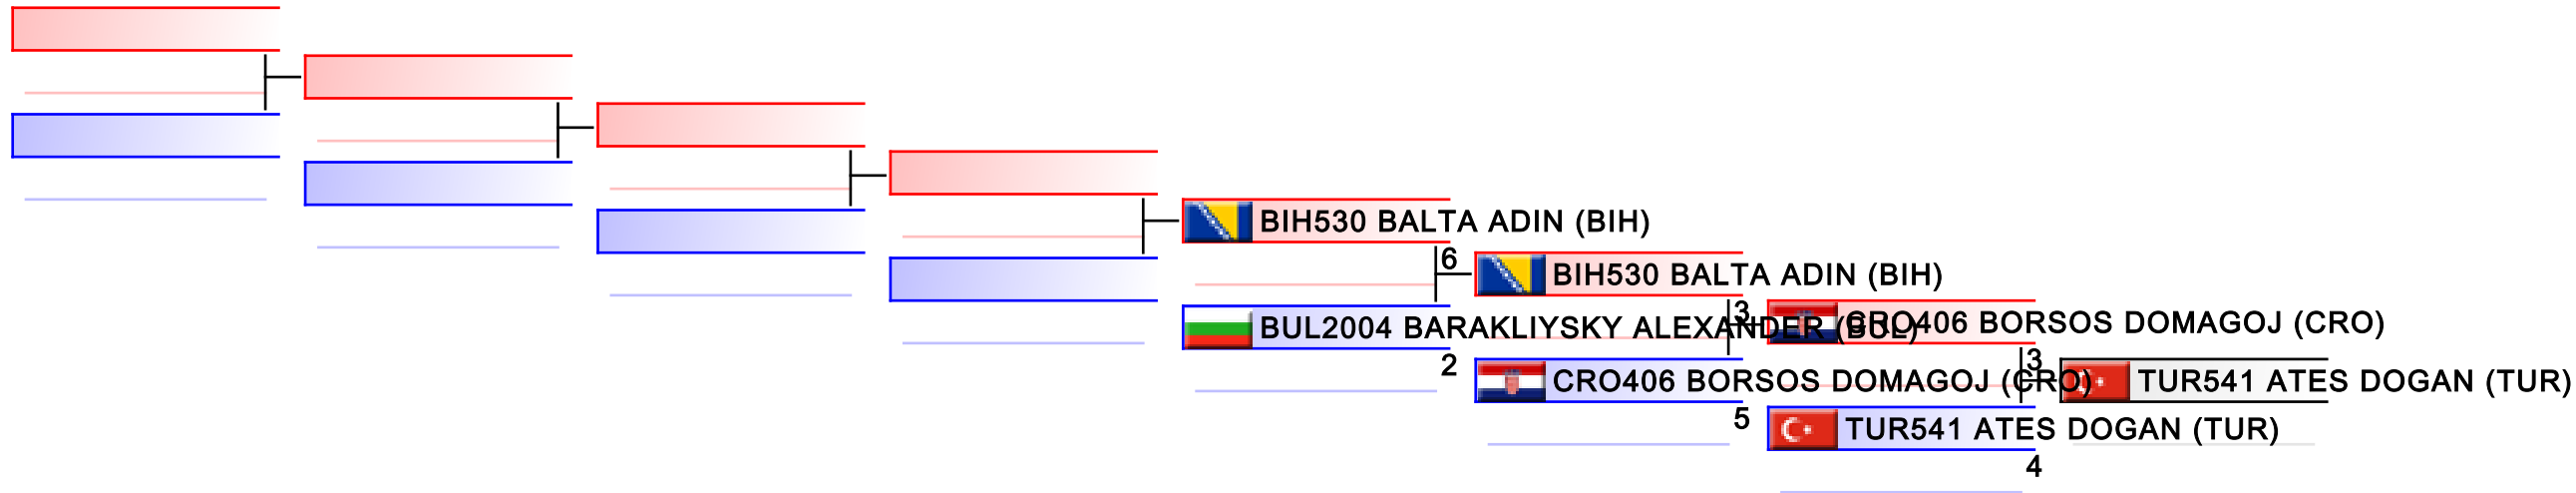 BIH530 BALTA ADIN (BIH)
6
BIH530 BALTA ADIN (BIH)
3
BUL2004 BARAKLIYSKY ALEXANDER (BUL)
CRO406 BORSOS DOMAGOJ (CRO)
2
3
CRO406 BORSOS DOMAGOJ (CRO)
TUR541 ATES DOGAN (TUR)
5
TUR541 ATES DOGAN (TUR)
4